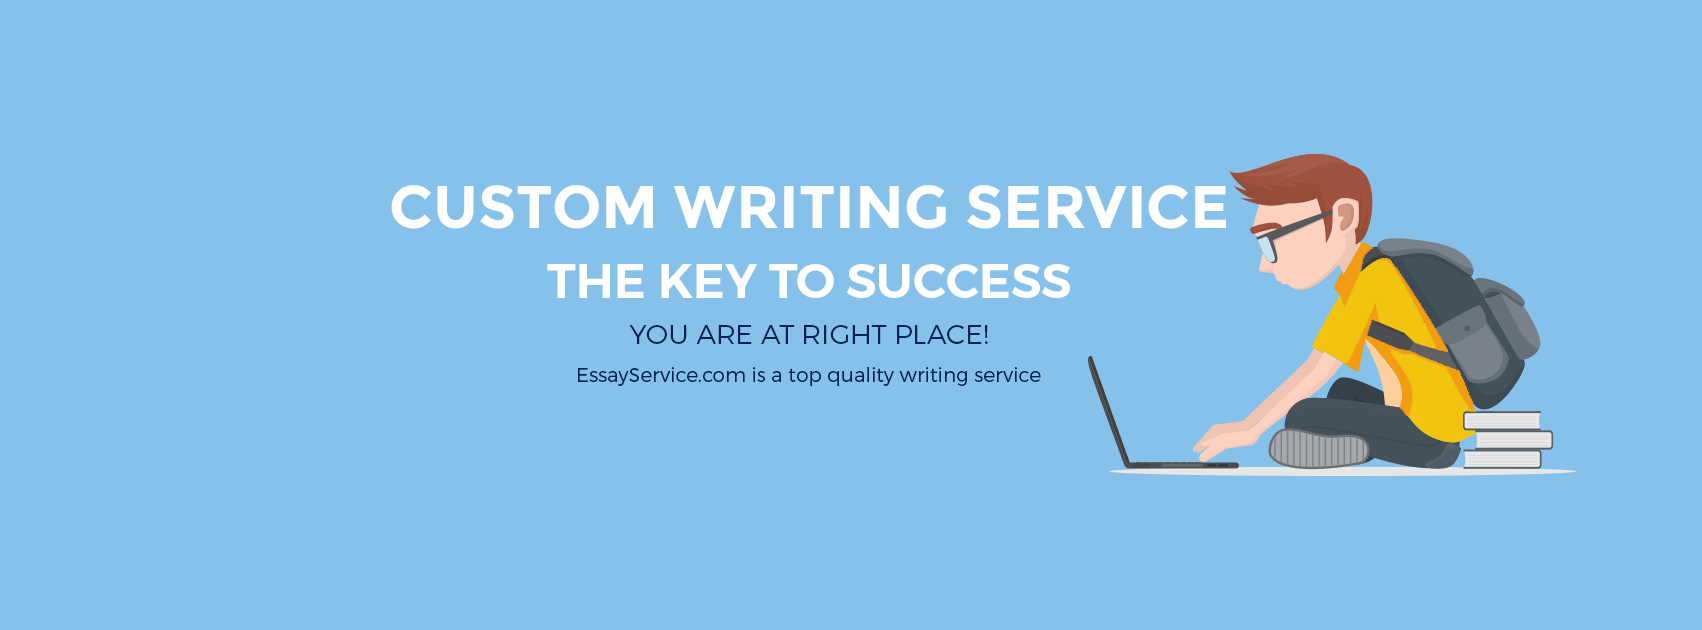 CUSTOM WRITING SERVICE
THE KEY TO SUCCESS
YOU ARE AT RIGHT PLACE!
EssayService.com is a top quality writing service